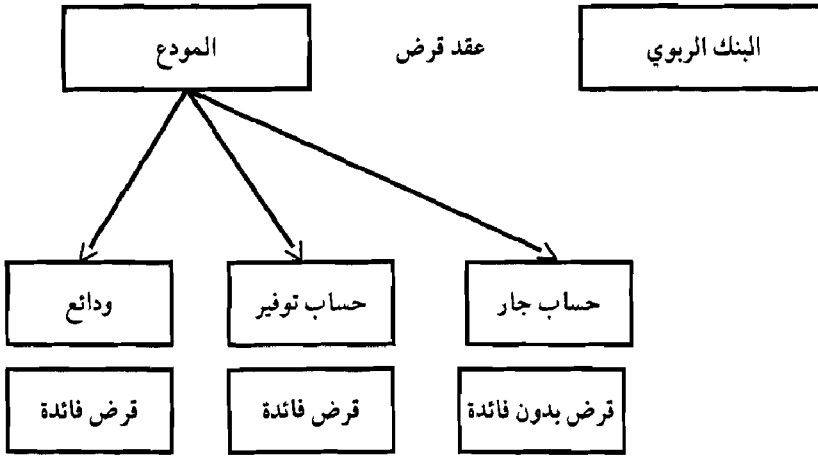 البنك الربوي
عقد قرض
المودع
حساب جار
حساب توفير
ودائع
قرض بدون فائدة
قرض فائدة
قرض فائدة